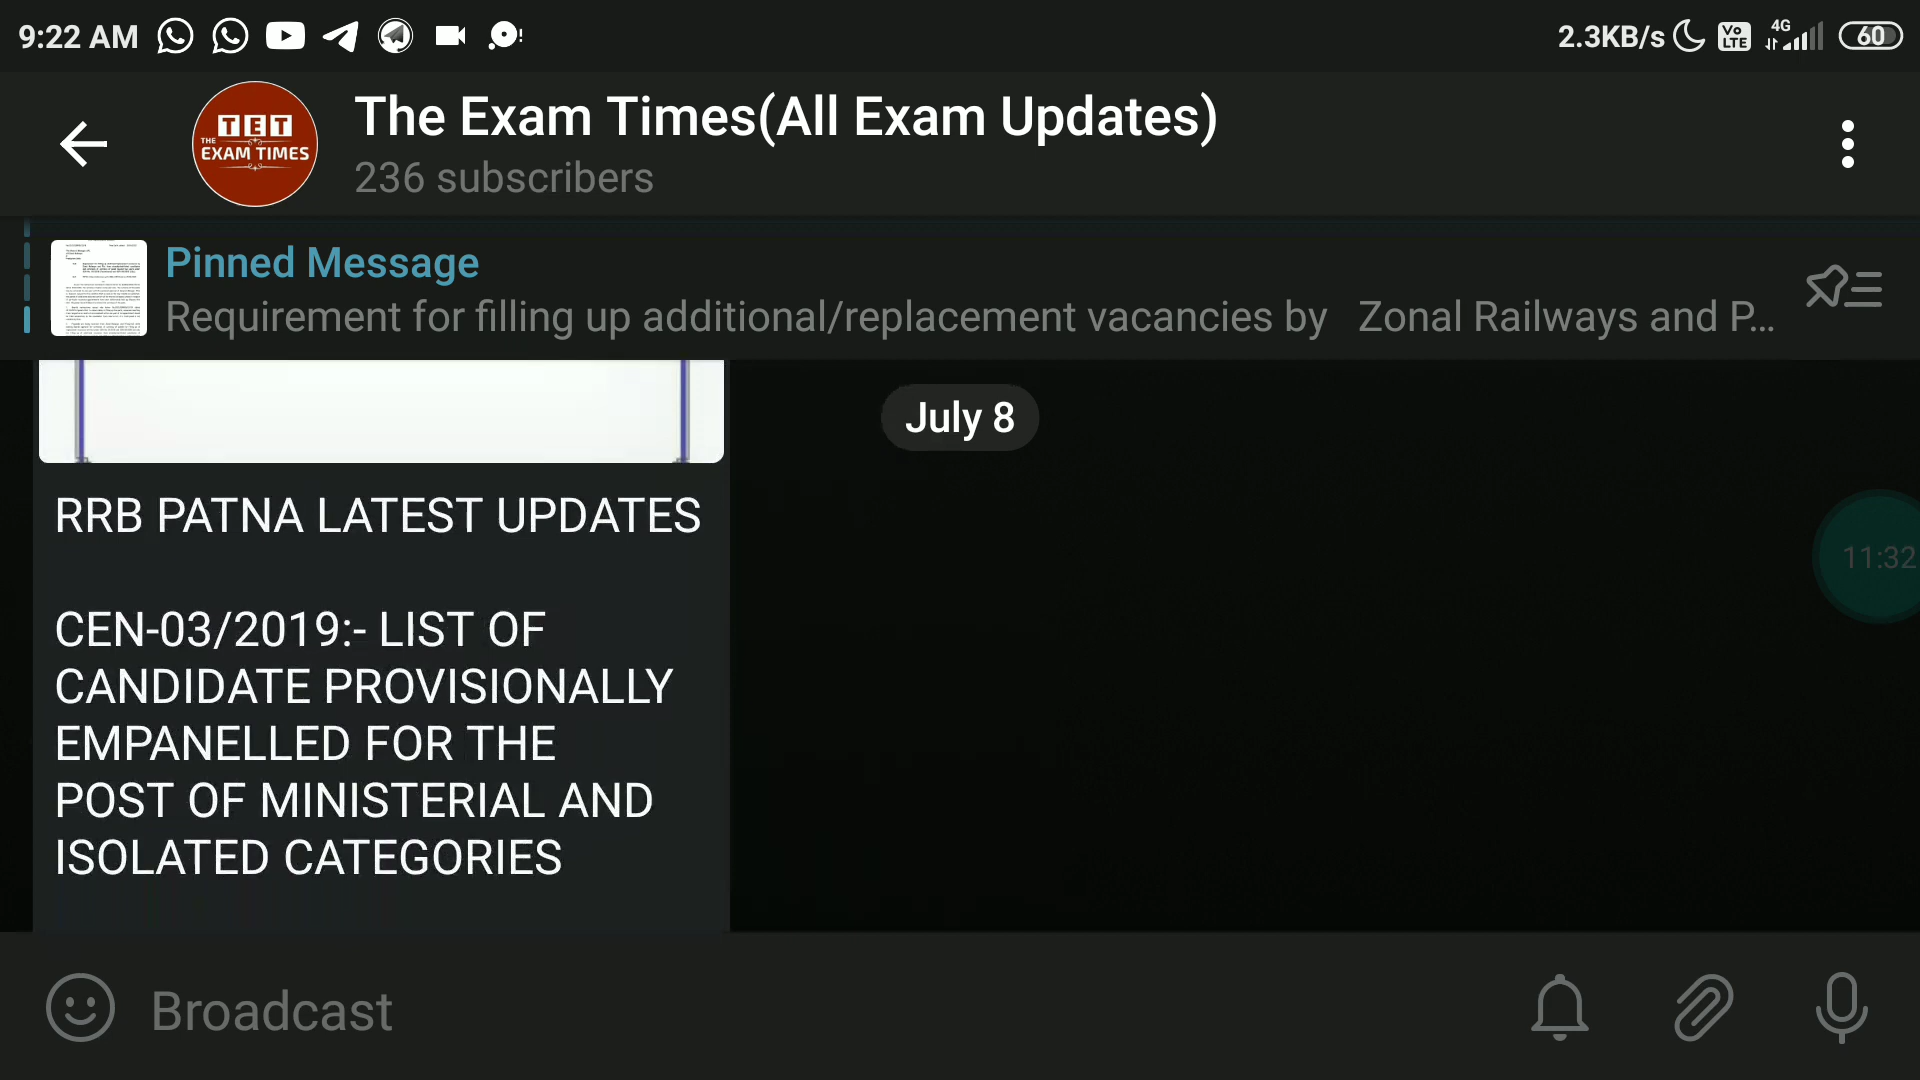 9:22 AM
2.3KB/s
Vo
LTE
4G
60
TET
THE
EXAM TIMES
The Exam Times(All Exam Updates)
236 subscribers
Pinned Message
Requirement for filling up additional/replacement vacancies by Zonal Railways and P...
July 8
RRB PATNA LATEST UPDATES
CEN-03/2019:- LIST OF
CANDIDATE PROVISIONALLY
EMPANELLED FOR THE
POST OF MINISTERIAL AND
ISOLATED CATEGORIES
11:32
Broadcast